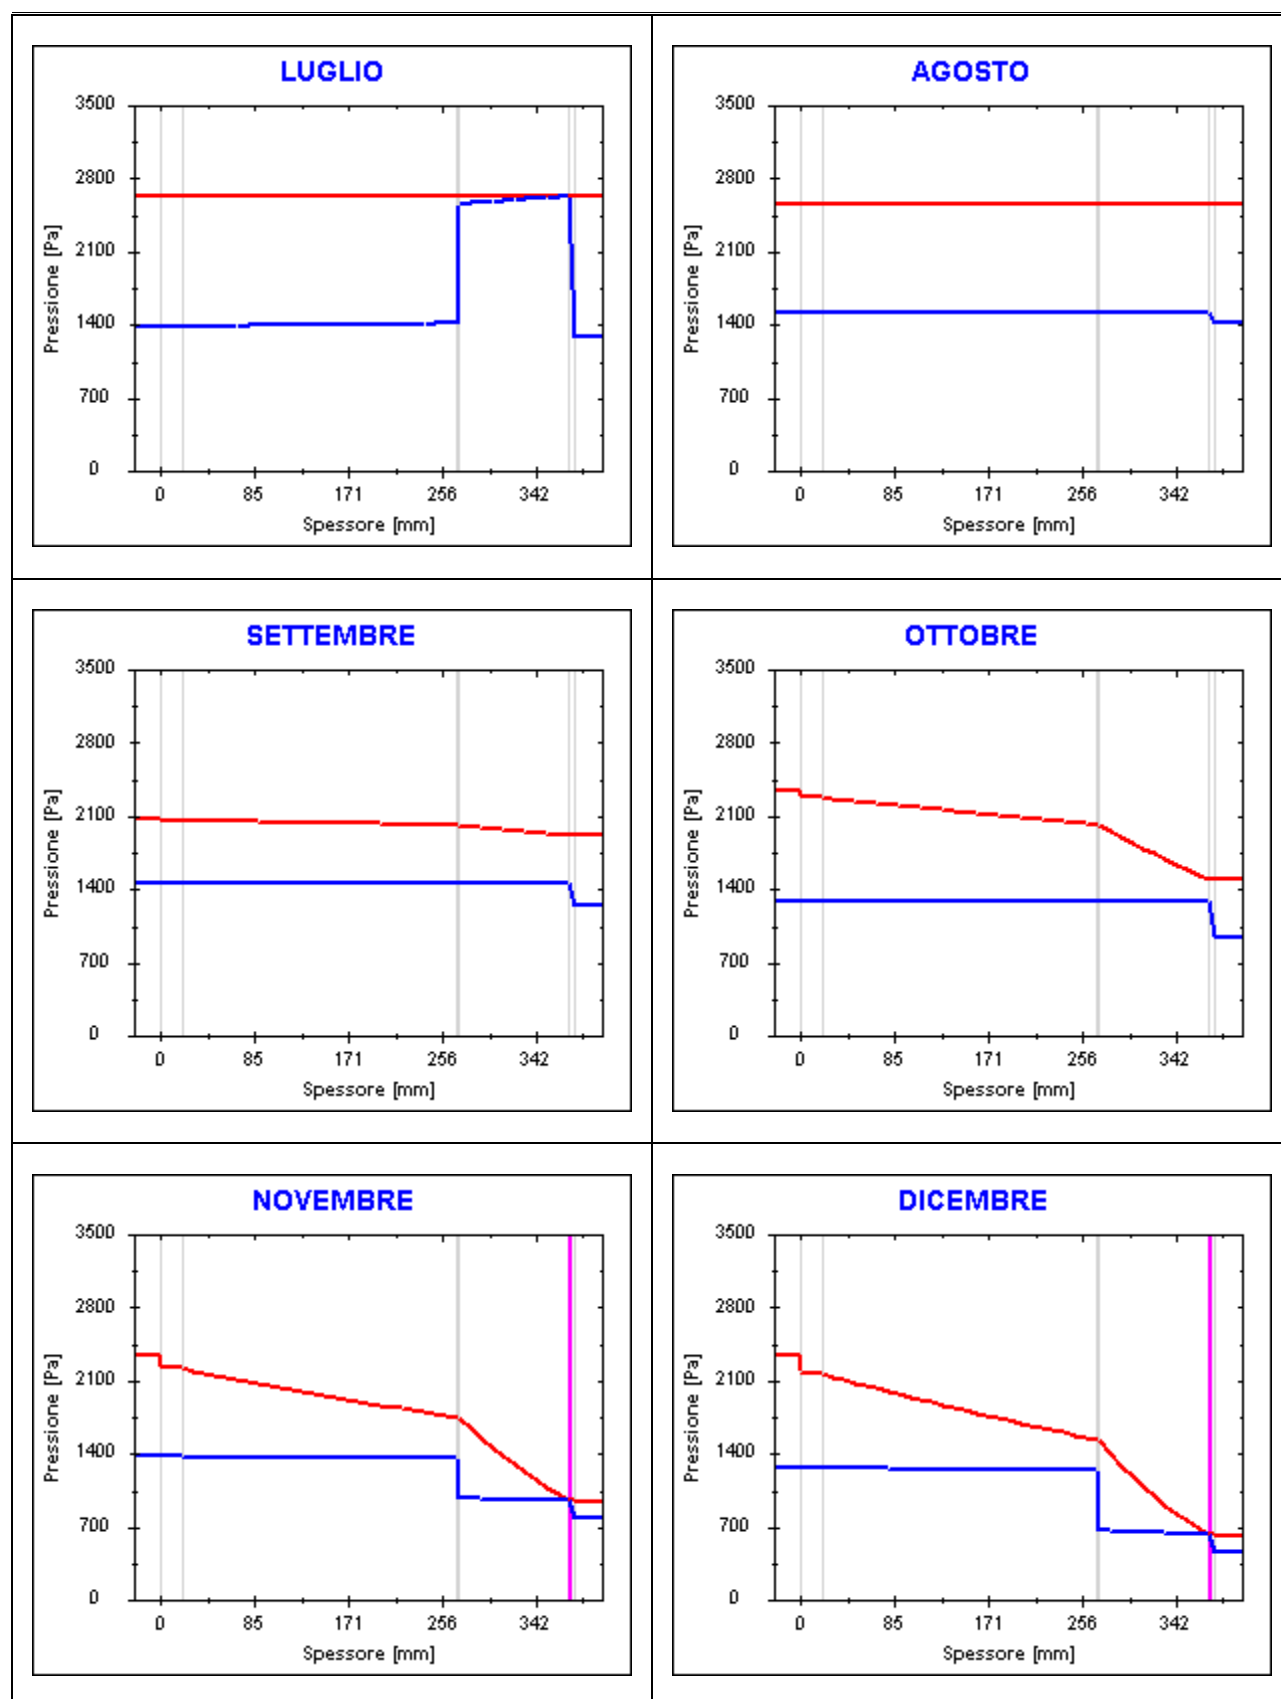 LUGLIO
3500
2800
2100
1400
700
0
Pressione [Pa]
0 85 171 256 342
Spessore [mm]
AGOSTO
3500
2800
2100
1400
700
0
Pressione [Pa]
0 85 171 256 342
Spessore [mm]
SETTEMBRE
3500
2800
2100
1400
700
0
Pressione [Pa]
0 85 171 256 342
Spessore [mm]
OTTOBRE
3500
2800
2100
1400
700
0
Pressione [Pa]
0 85 171 256 342
Spessore [mm]
NOVEMBRE
3500
2800
2100
1400
700
0
Pressione [Pa]
0 85 171 256 342
Spessore [mm]
DICEMBRE
3500
2800
2100
1400
700
0
Pressione [Pa]
0 85 171 256 342
Spessore [mm]